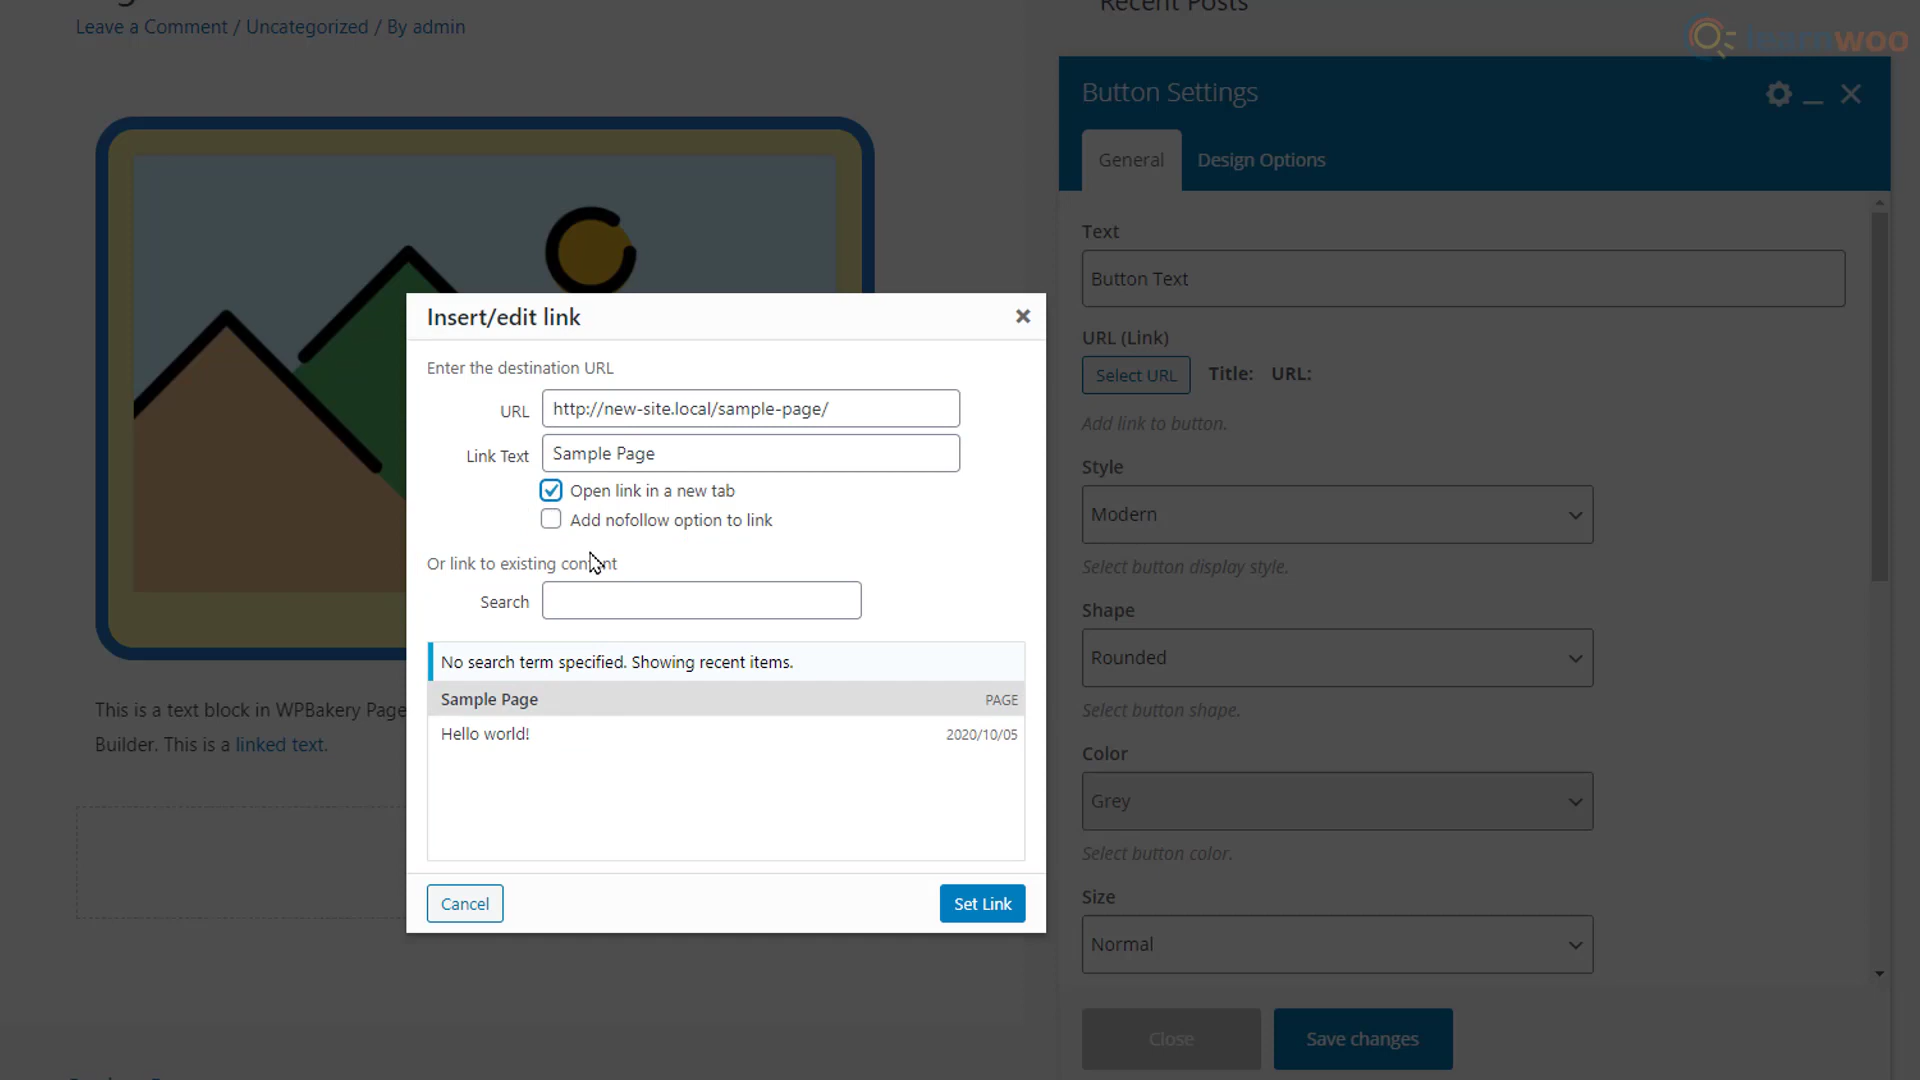 Recent Posts
Leave a Comment / Uncategorized / By admin
learnwoo
Button Settings
General
Design Options
Text
Button Text
URL (Link)
Select URL
Title:
URL:
Add link to button.
Style
Modern
Select button display style.
Shape
Rounded
Select button shape.
Color
Grey
Select button color.
Size
Normal
Close
Save changes
Insert/edit link
Enter the destination URL
URL
http://new-site.local/sample-page/
Link Text
Sample Page
Open link in a new tab
Add nofollow option to link
Or link to existing content
Search
No search term specified. Showing recent items.
Sample Page
PAGE
Hello world!
2020/10/05
Cancel
Set Link
This is a text block in WPBakery Page
Builder. This is a linked text.